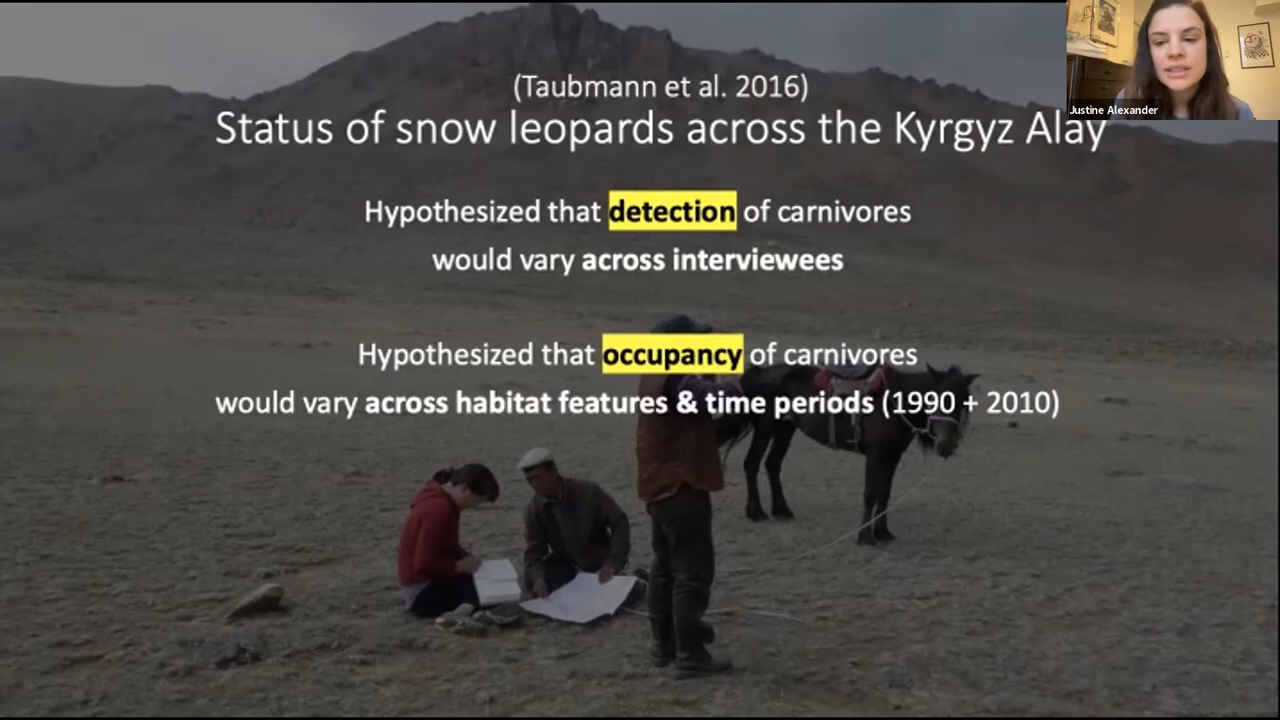 (Taubmann et al. 2016)
Status of snow leopards across the Kyrgyz Alay
Justine Alexander
Hypothesized that detection of carnivores
would vary across interviewees
Hypothesized that occupancy of carnivores
would vary across habitat features & time periods (1990 + 2010)